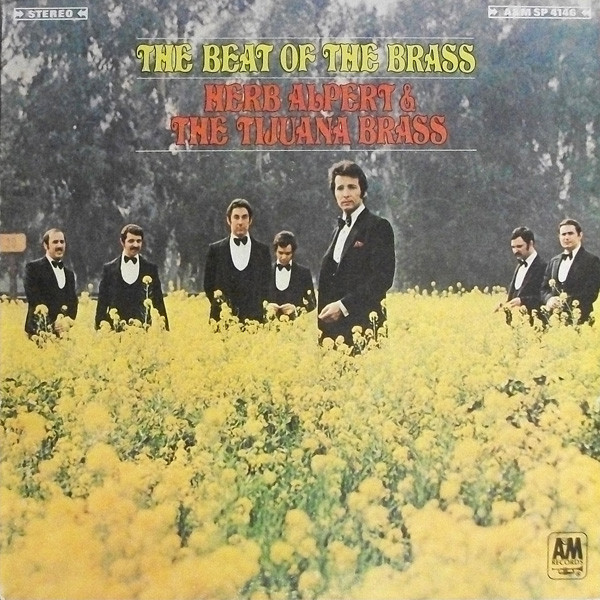 STEREO
A&M SP 4146
THE BEAT OF THE BRASS
HERB ALPERT &
THE TIJUANA BRASS
A&M
RECORDS